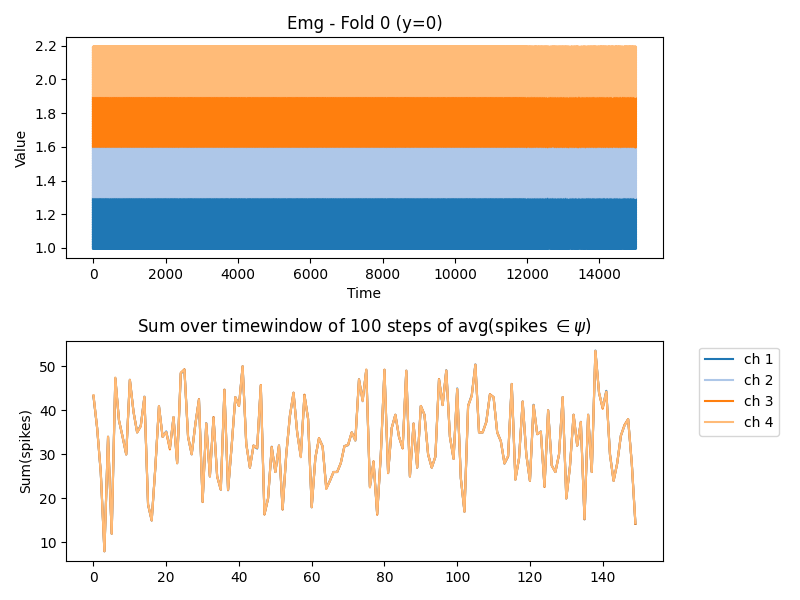 Emg - Fold 0 (y=0)
2.2
2.0
1.8
1.6
1.4
1.2
1.0
Value
0 2000 4000 6000 8000 10000 12000 14000
Time
Sum over timewindow of 100 steps of avg(spikes ∈ψ)
50
40
30
20
10
Sum(spikes)
0 20 40 60 80 100 120 140
ch 1
ch 2
ch 3
ch 4